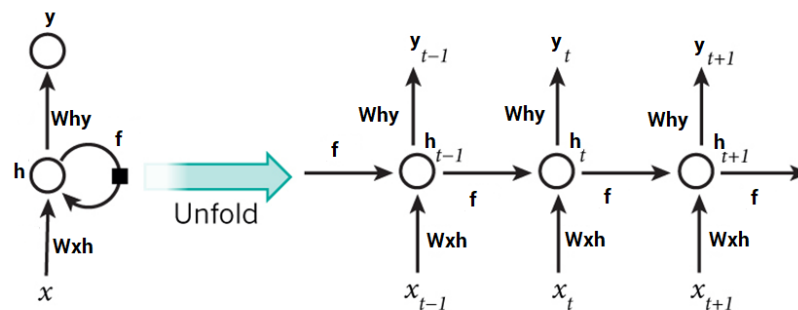 y
Why
f
h
Wxh
x
Unfold
y t-1
y t
y t+1
Why
Why
Why
f
h t-1
h t
h t+1
f
f
f
Wxh
Wxh
Wxh
x t-1
x t
x t+1